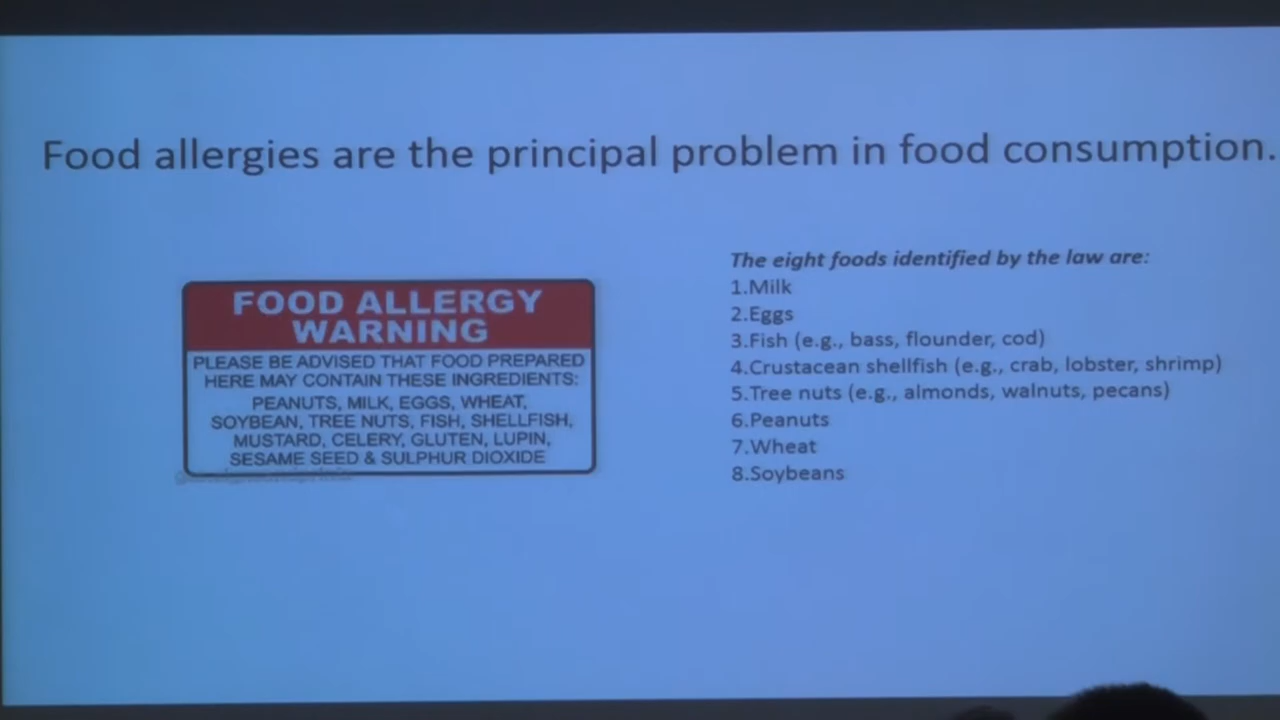 Food allergies are the principal problem in food consumption.
FOOD ALLERGY
WARNING
PLEASE BE ADVISED THAT FOOD PREPARED
HERE MAY CONTAIN THESE INGREDIENTS:
PEANUTS, MILK, EGGS, WHEAT,
SOYBEAN, TREE NUTS, FISH, SHELLFISH,
MUSTARD, CELERY, GLUTEN, LUPIN,
SESAME SEED & SULPHUR DIOXIDE
The eight foods identified by the law are:
1.Milk
2.Eggs
3.Fish (e.g., bass, flounder, cod)
4.Crustacean shellfish (e.g., crab, lobster, shrimp)
5.Tree nuts (e.g., almonds, walnuts, pecans)
6.Peanuts
7.Wheat
8.Soybeans